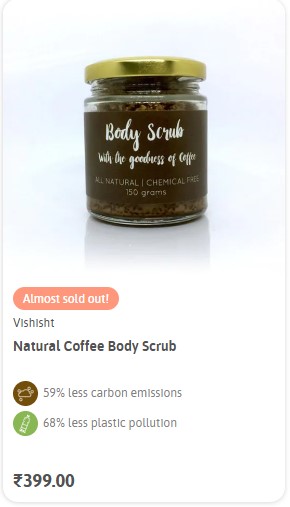 Body Scrub
With the goodness of Coffee
ALL NATURAL | CHEMICAL FREE
150 grams
Almost sold out!
Vishisht
Natural Coffee Body Scrub
59% less carbon emissions
68% less plastic pollution
₹399.00